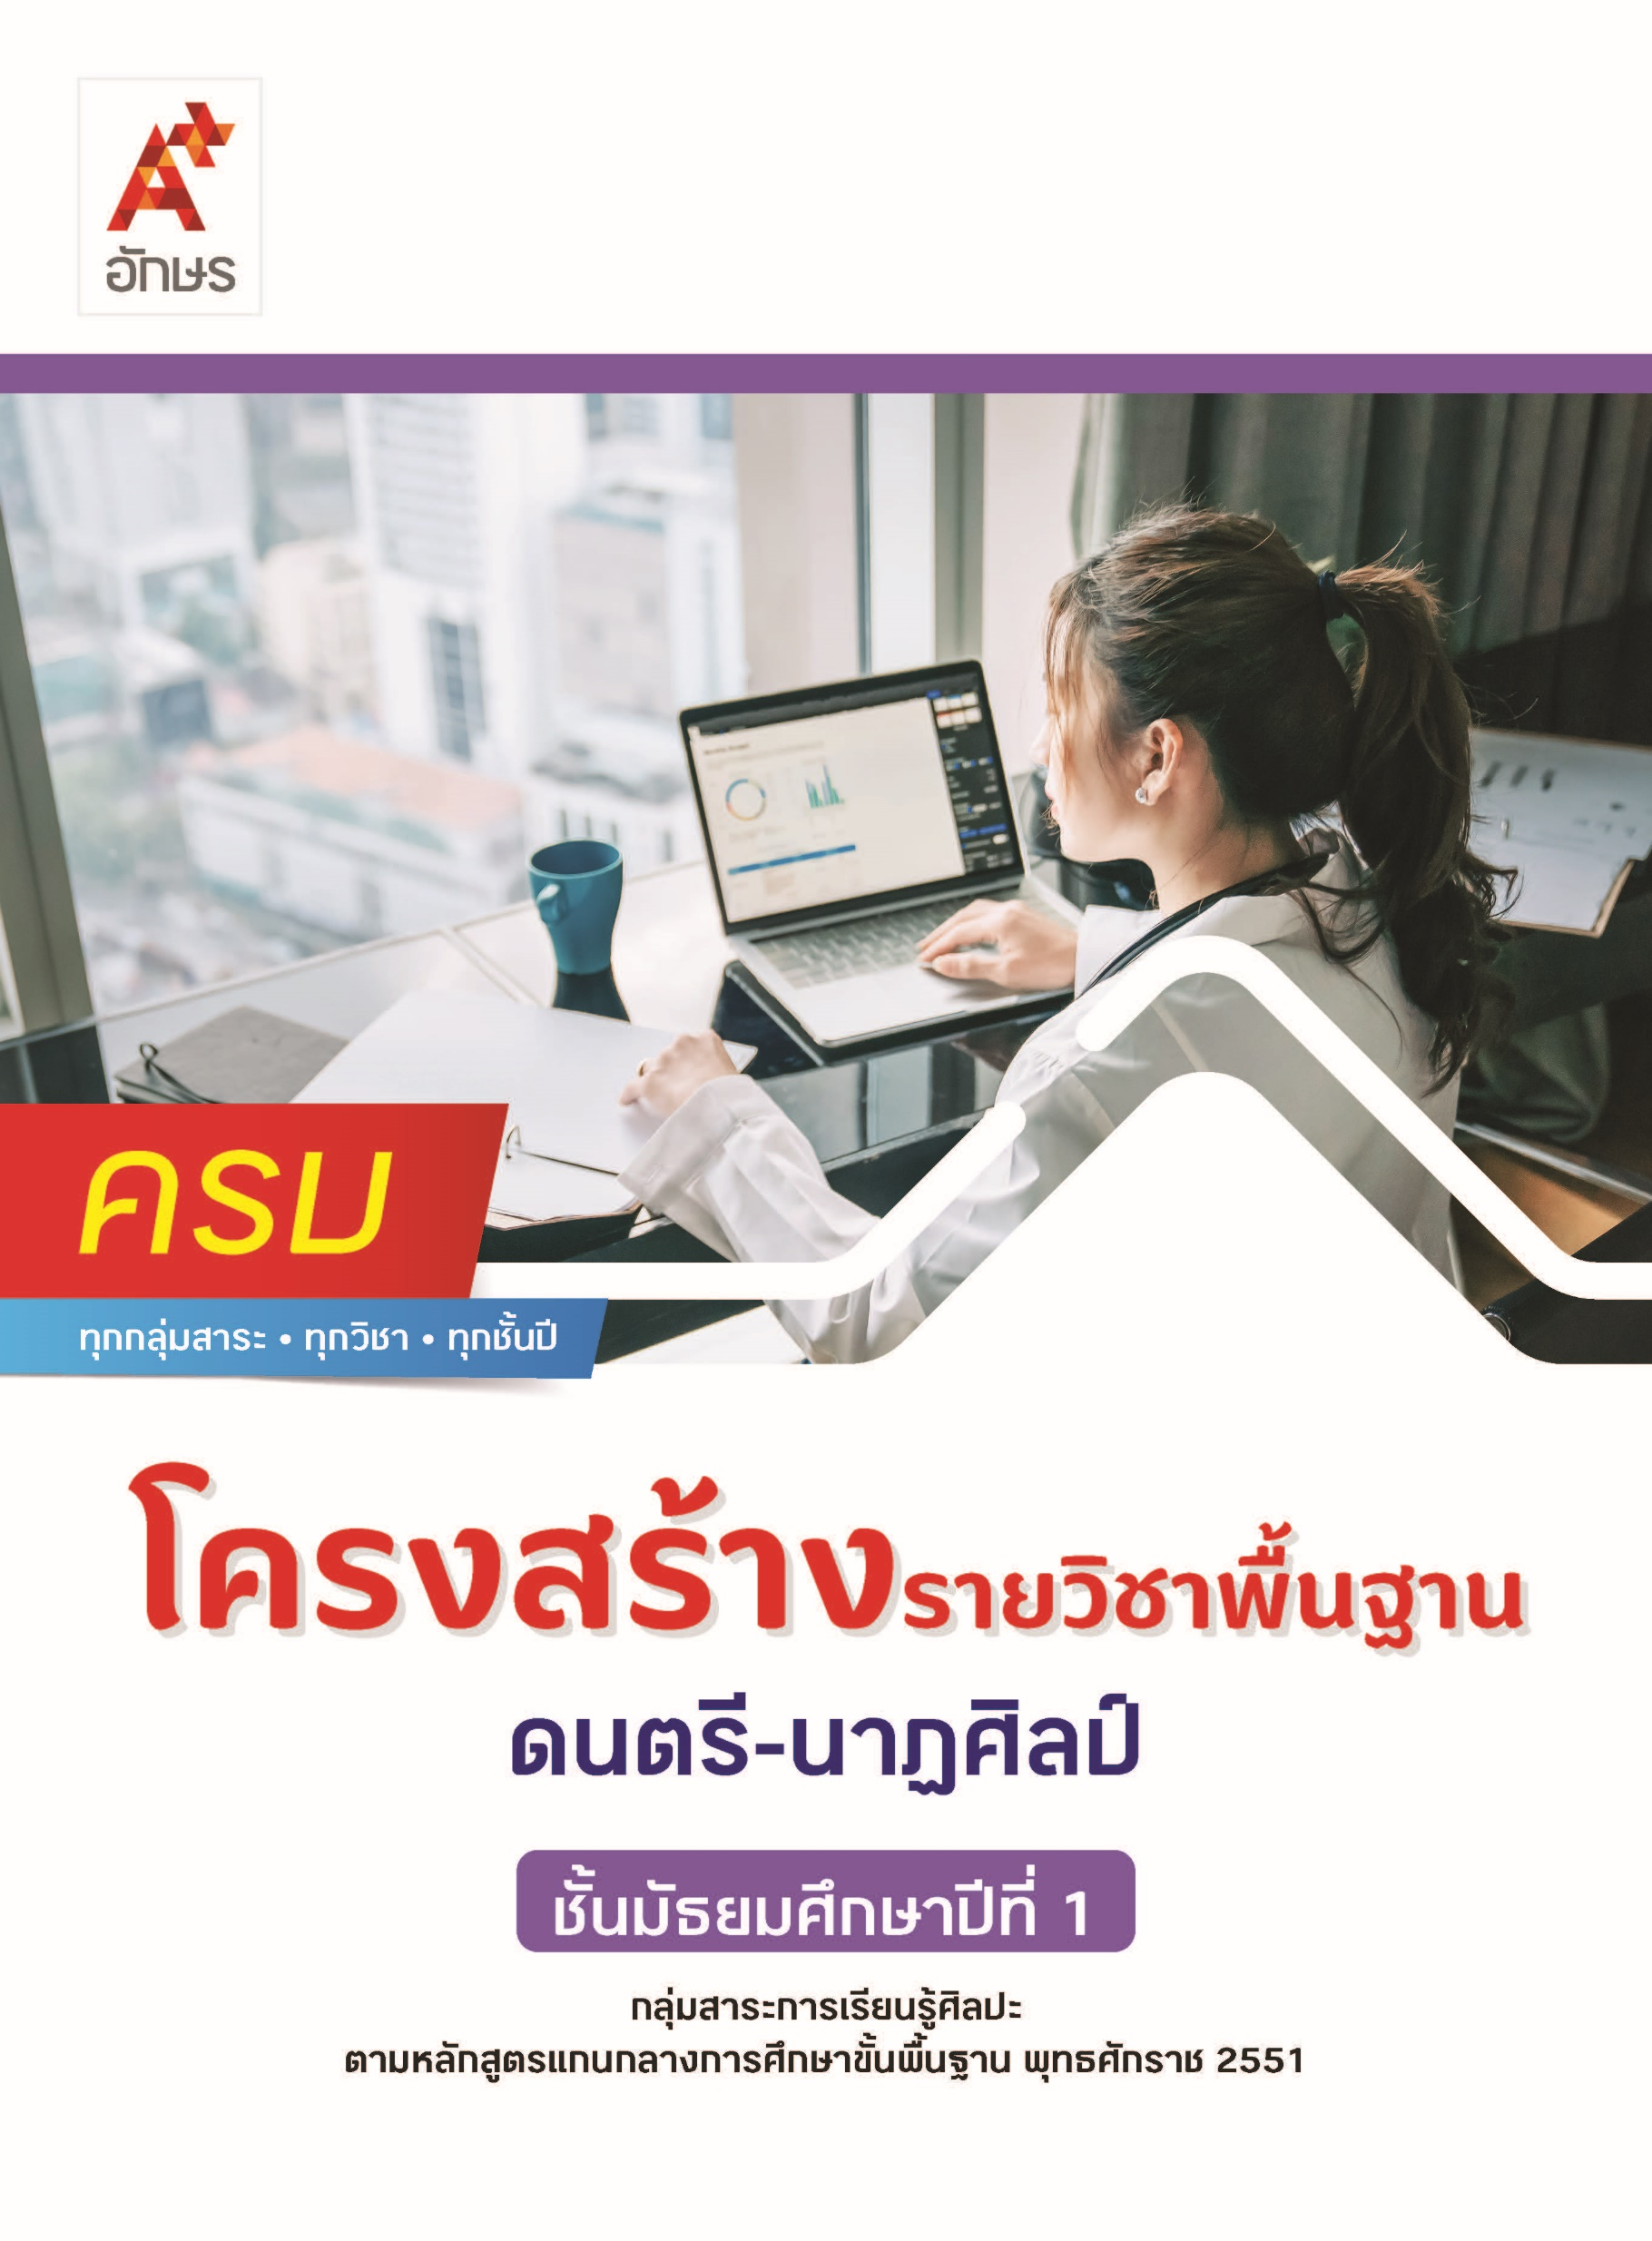 อักษร
ครบ
ทุกกลุ่มสาระ • ทุกวิชา • ทุกชั้นปี
โครงสร้างรายวิชาพื้นฐาน
ดนตรี-นาฏศิลป์
ชั้นมัธยมศึกษาปีที่ 1
กลุ่มสาระการเรียนรู้ศิลปะ
ตามหลักสูตรแกนกลางการศึกษาขั้นพื้นฐาน พุทธศักราช 2551